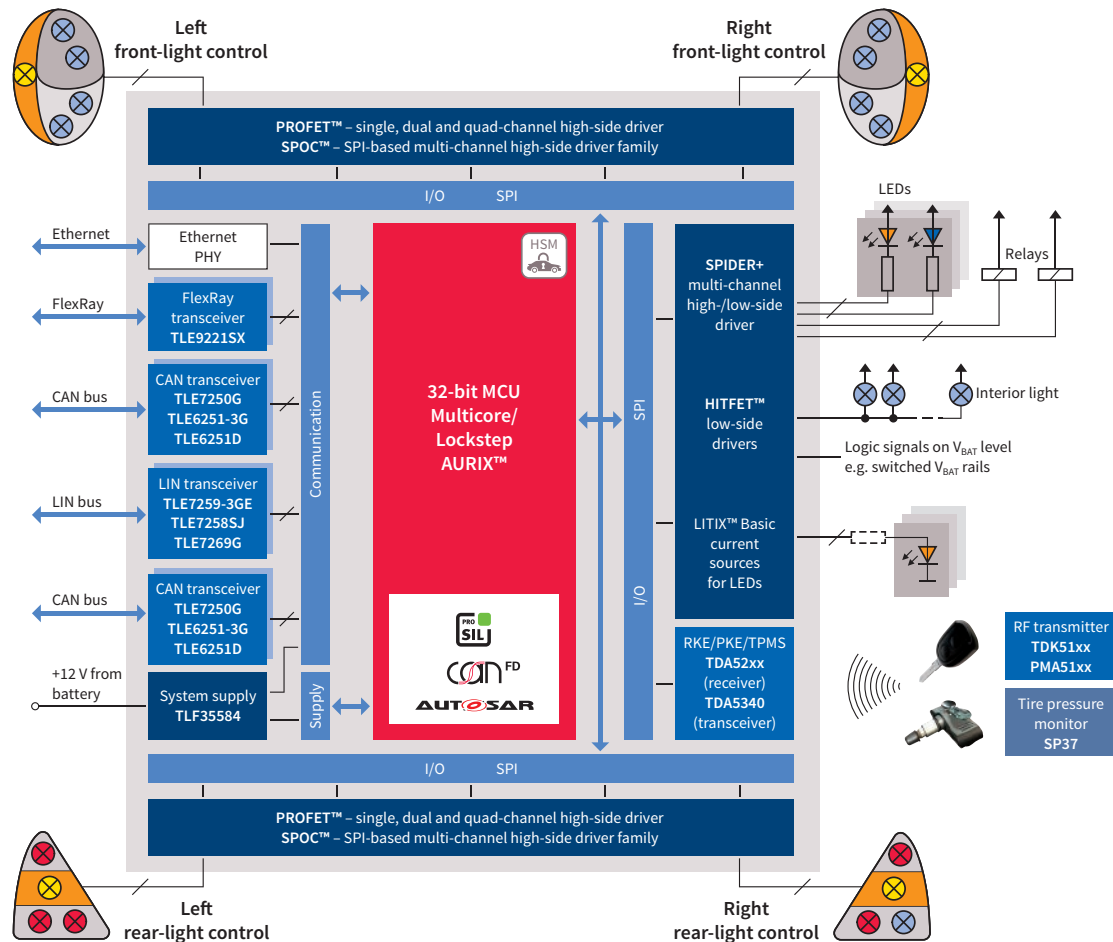 Left
front-light control
Right
front-light control
PROFET™ – single, dual and quad-channel high-side driver
SPOC™ – SPI-based multi-channel high-side driver family
I/O SPI
LEDs
Relays
Ethernet
Ethernet
PHY
FlexRay
FlexRay
transceiver
TLE9221SX
CAN bus
CAN transceiver
TLE7250G
TLE6251-3G
TLE6251D
LIN bus
LIN transceiver
TLE7259-3GE
TLE7258SJ
TLE7269G
CAN bus
CAN transceiver
TLE7250G
TLE6251-3G
TLE6251D
+12 V from
battery
System supply
TLF35584
Communication
Supply
HSM
32-bit MCU
Multicore/
Lockstep
AURIX™
PRO
SIL
CAN FD
AUTOSAR
SPI
I/O
SPIDER+
multi-channel
high-/low-side
driver
HITFET™
low-side
drivers
LITIX™ Basic
current
sources
for LEDs
RKE/PKE/TPMS
TDA52xx
(receiver)
TDA5340
(transceiver)
Interior light
Logic signals on VBAT level
e.g. switched VBAT rails
RF transmitter
TDK51xx
PMA51xx
Tire pressure
monitor
SP37
I/O SPI
PROFET™ – single, dual and quad-channel high-side driver
SPOC™ – SPI-based multi-channel high-side driver family
Left
rear-light control
Right
rear-light control